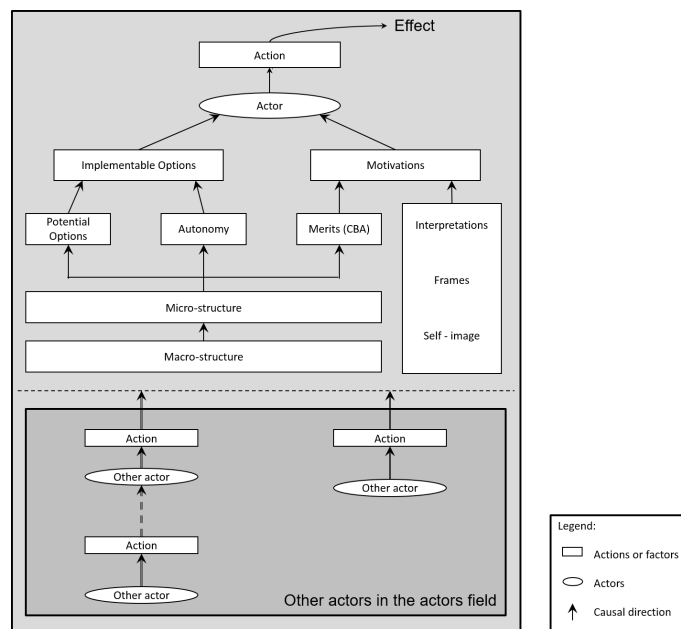 Effect
Action
Actor
Implementable Options
Motivations
Potential
Options
Autonomy
Merits (CBA)
Interpretations
Frames
Self - image
Micro-structure
Macro-structure
Action
Action
Other actor
Other actor
Action
Other actor
Other actors in the actors field
Legend:
Actions or factors
Actors
Causal direction